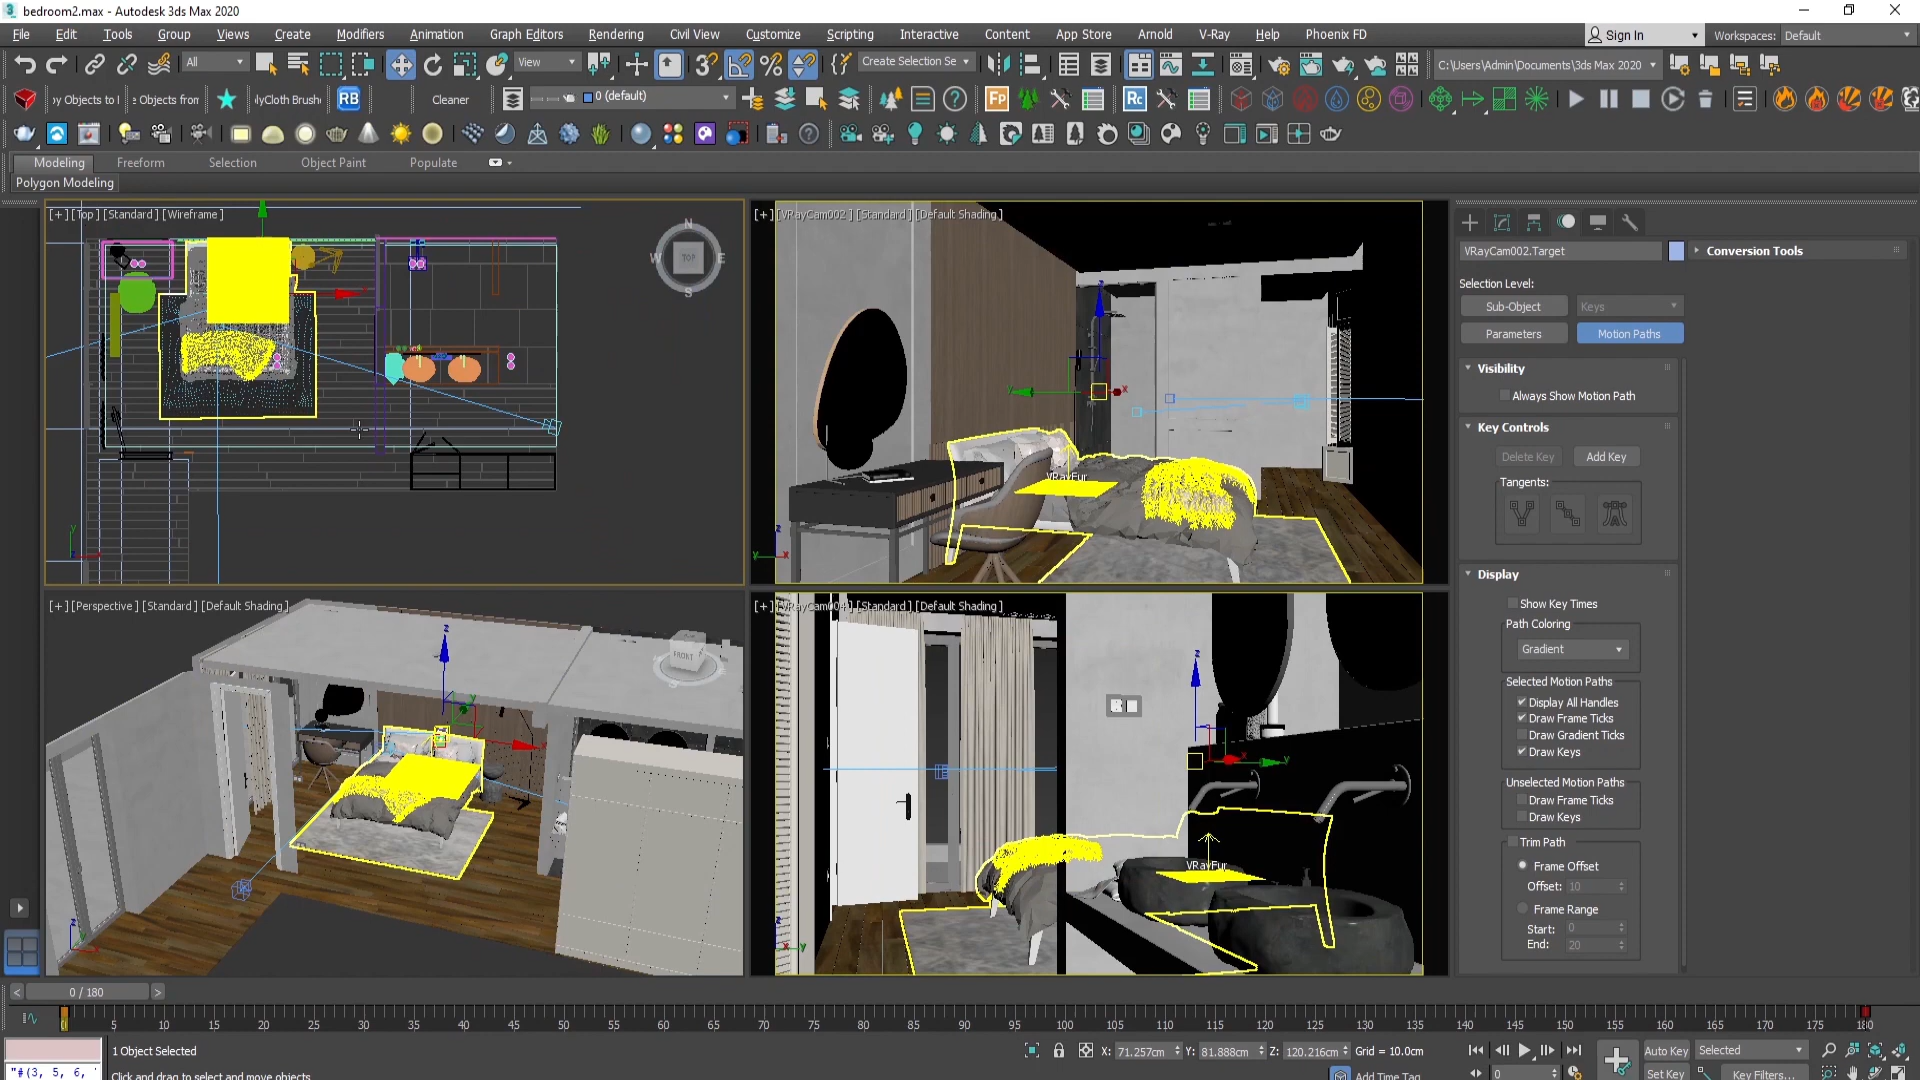 bedroom2.max - Autodesk 3ds Max 2020
File Edit Tools Group Views Create Modifiers Animation Graph Editors Rendering Civil View Customize Scripting Interactive Content App Store Arnold V-Ray Help Phoenix FD
Sign In
Workspaces: Default
All
View
Create Selection Se
C:\Users\Admin\Documents\3ds Max 2020
Cleaner
0 (default)
RB
Fp
Rc
Modeling Freeform Selection Object Paint Populate
Polygon Modeling
[+] [Top] [Standard] [Wireframe]
N
W TOP E
S
[+] [VRayCam002] [Standard] [Default Shading]
VRayFur
[+] [Perspective] [Standard] [Default Shading]
FRONT
[+] [VRayCam004] [Standard] [Default Shading]
VRayFur
VRayCam002.Target
Conversion Tools
Selection Level:
Sub-Object Keys
Parameters Motion Paths
Visibility
Always Show Motion Path
Key Controls
Delete Key Add Key
Tangents:
Display
Show Key Times
Path Coloring
Gradient
Selected Motion Paths
Display All Handles
Draw Frame Ticks
Draw Gradient Ticks
Draw Keys
Unselected Motion Paths
Draw Frame Ticks
Draw Keys
Trim Path
Frame Offset
Offset: 10
Frame Range
Start: 0
End: 20
< 0 / 180 >
0 5 10 15 20 25 30 35 40 45 50 55 60 65 70 75 80 85 90 95 100 105 110 115 120 125 130 135 140 145 150 155 160 165 170 175 180
1 Object Selected
X: 71.257cm Y: 81.888cm Z: 120.216cm Grid = 10.0cm
Auto Key Selected
"#(3, 5, 6, '
Click and drag to select and move objects
Add Time Tag
0
Set Key
Key Filters...